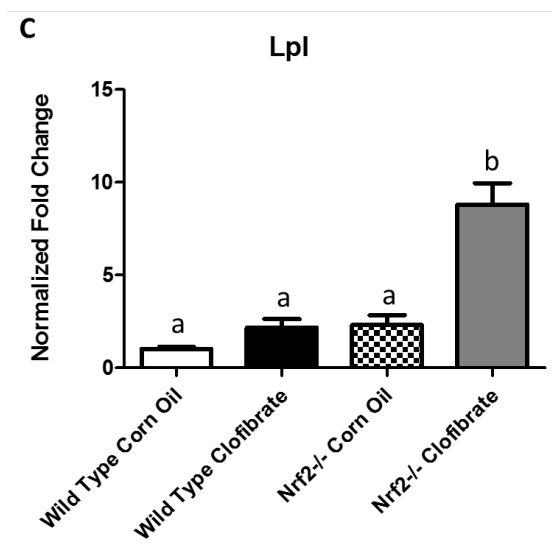 C
Lpl
Normalized Fold Change
15
10
5
0
a
a
a
b
Wild Type Corn Oil
Wild Type Clofibrate
Nrf2-/- Corn Oil
Nrf2-/- Clofibrate